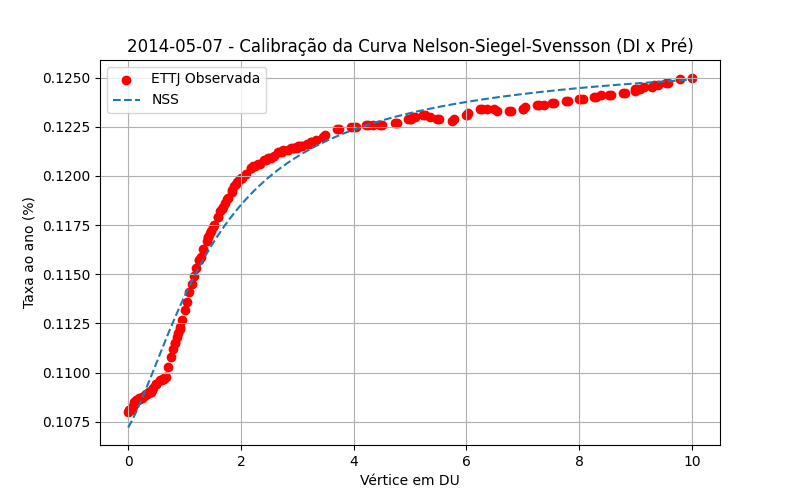 2014-05-07 - Calibração da Curva Nelson-Siegel-Svensson (DI x Pré)
ETTJ Observada
NSS
Taxa ao ano (%)
0.1250
0.1225
0.1200
0.1175
0.1150
0.1125
0.1100
0.1075
0 2 4 6 8 10
Vértice em DU